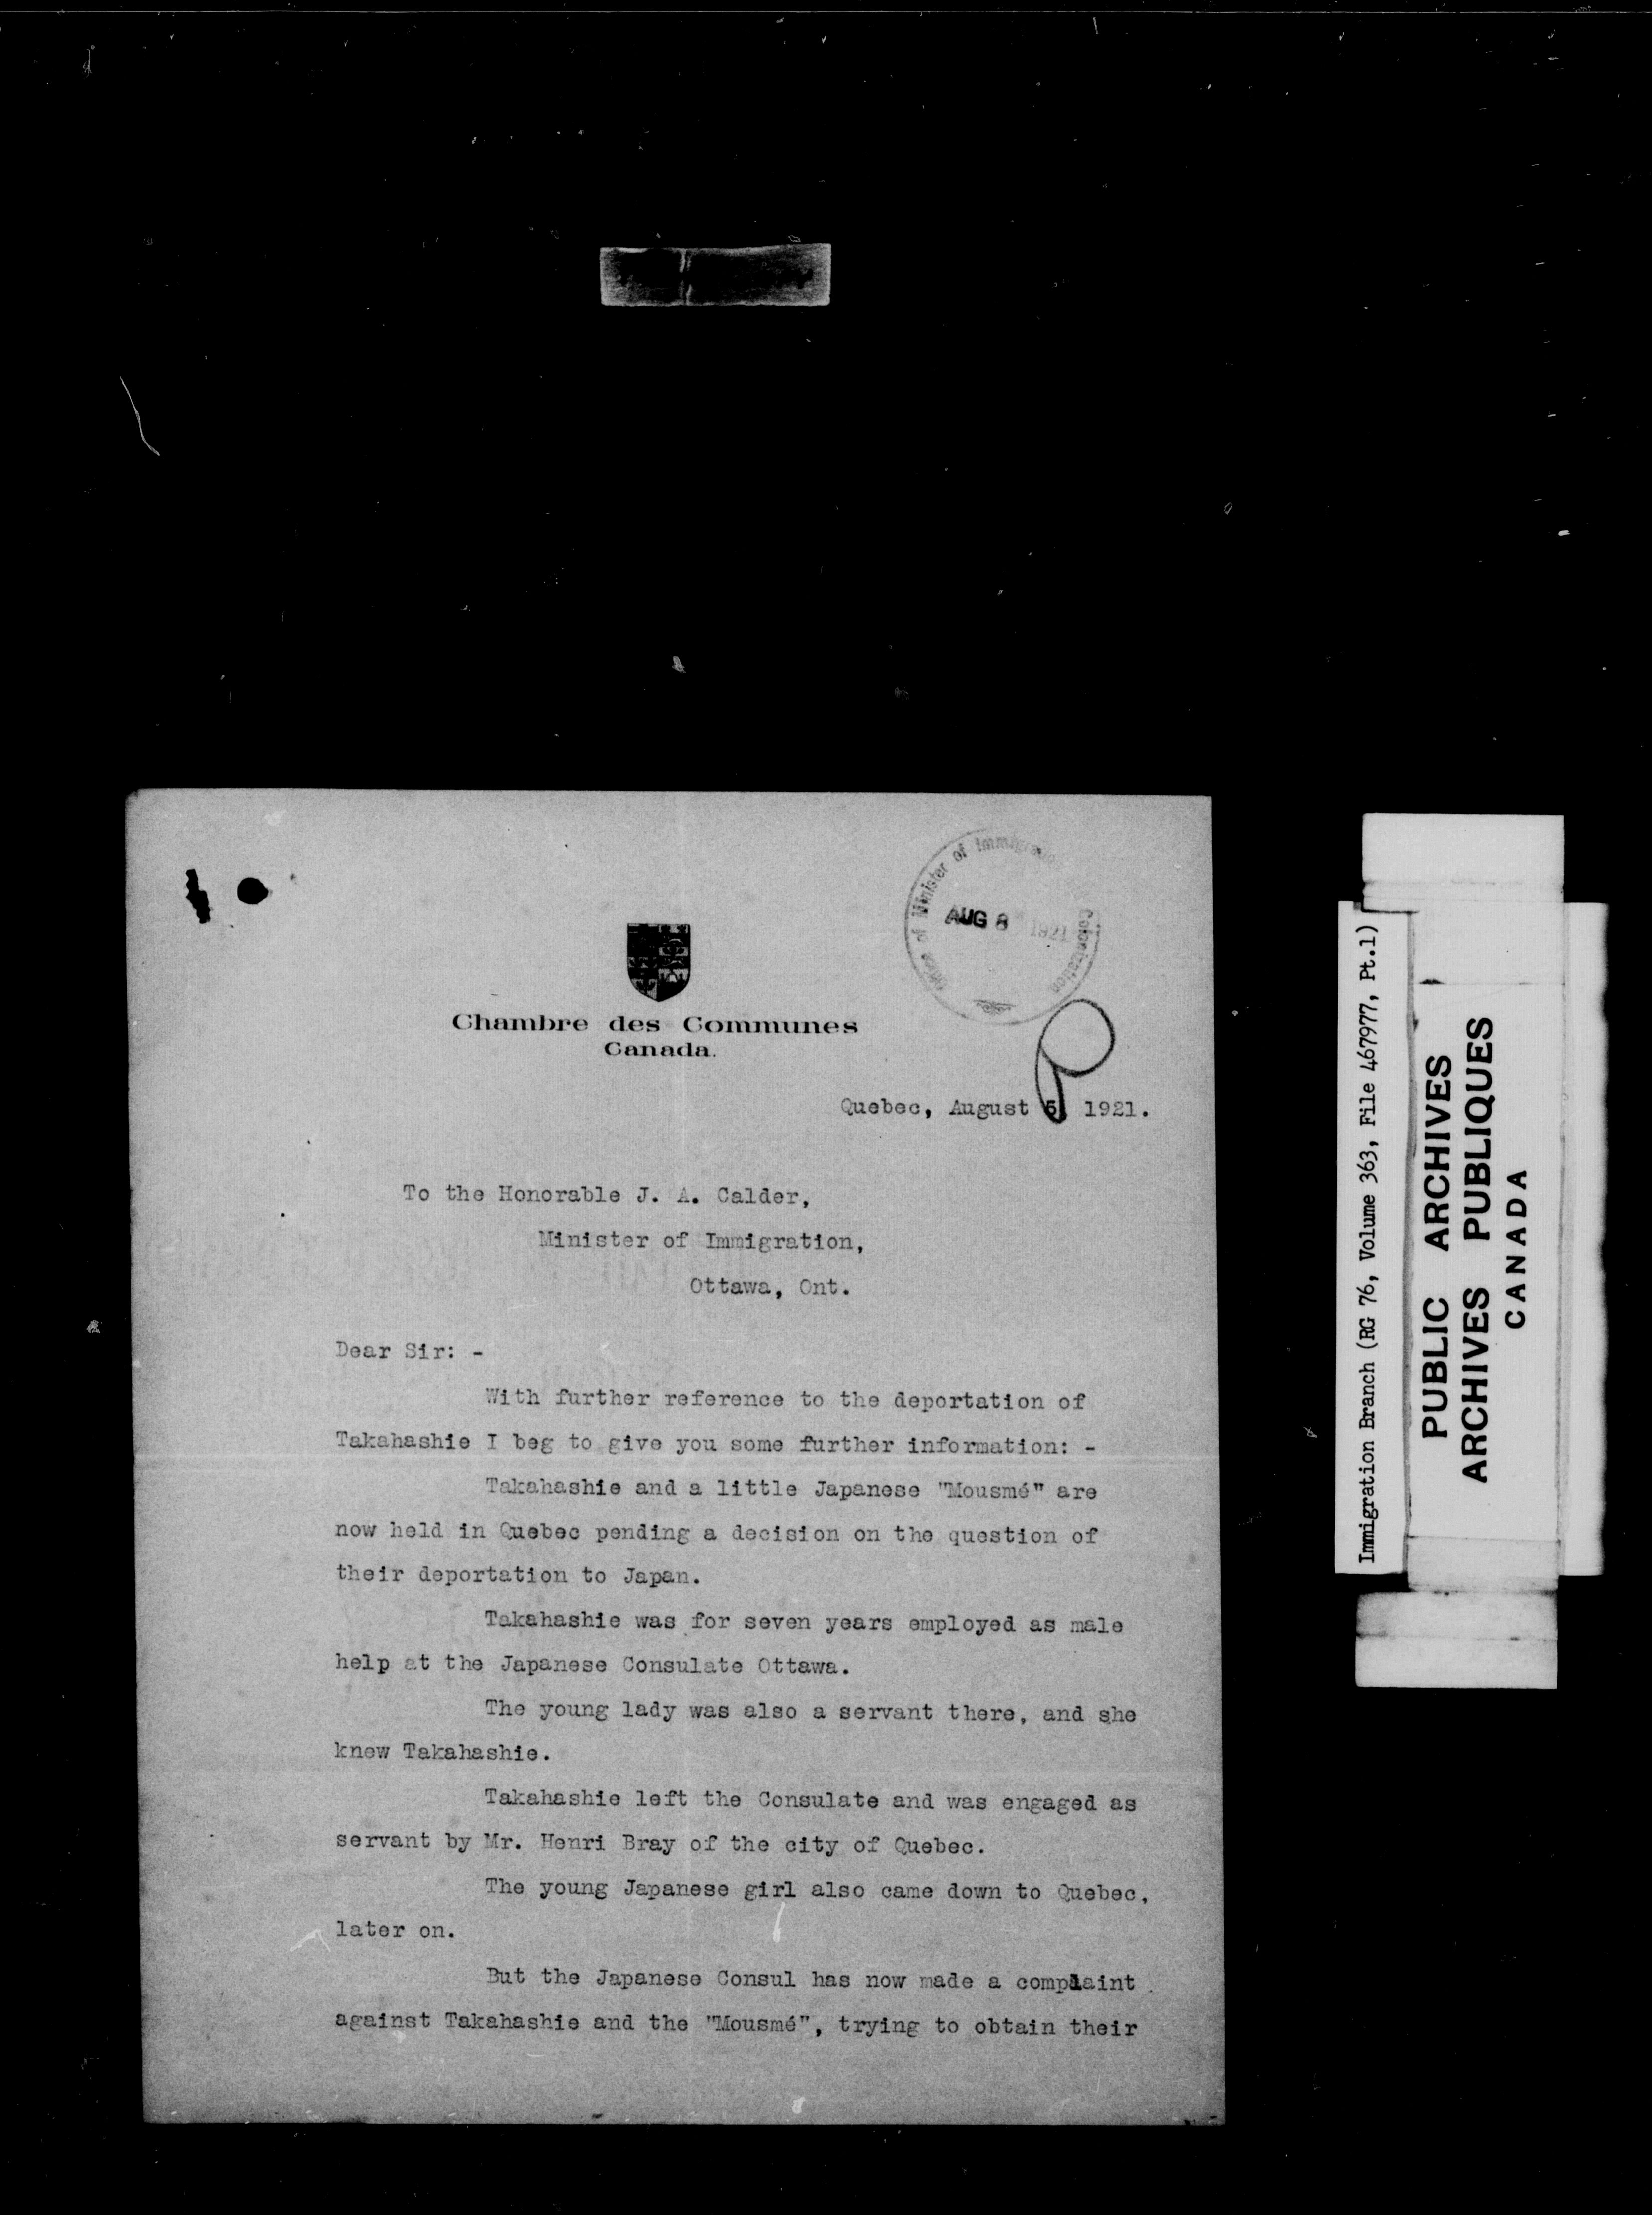 Office of Minister of Immigration
Colonization
AUG 8 1921
Chambre des Communes
Canada.
Quebec, August 5, 1921.
To the Honorable J. A. Calder,
Minister of Immigration,
Ottawa, Ont.
Dear Sir: -
With further reference to the deportation of
Takahashie I beg to give you some further information: -
Takahashie and a little Japanese "Mousmé" are
now held in Quebec pending a decision on the question of
their deportation to Japan.
Takahashie was for seven years employed as male
help at the Japanese Consulate Ottawa.
The young lady was also a servant there, and she
knew Takahashie.
Takahashie left the Consulate and was engaged as
servant by Mr. Henri Bray of the city of Quebec.
The young Japanese girl also came down to Quebec,
later on.
But the Japanese Consul has now made a complaint
against Takahashie and the "Mousmé", trying to obtain their
Immigration Branch (RG 76, Volume 363, File 467977, Pt.1)
PUBLIC ARCHIVES
ARCHIVES PUBLIQUES
CANADA